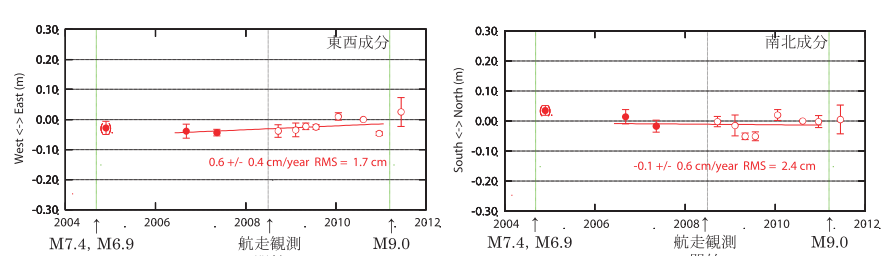 東西成分
West <-> East (m)
0.30
0.20
0.10
0.00
-0.10
-0.20
-0.30
0.6 +/- 0.4 cm/year RMS = 1.7 cm
2004 2006 2008 2010 2012
↑ ↑ ↑
M7.4, M6.9 航走観測 M9.0
南北成分
South <-> North (m)
0.30
0.20
0.10
0.00
-0.10
-0.20
-0.30
-0.1 +/- 0.6 cm/year RMS = 2.4 cm
2004 2006 2008 2010 2012
↑ ↑ ↑
M7.4, M6.9 航走観測 M9.0